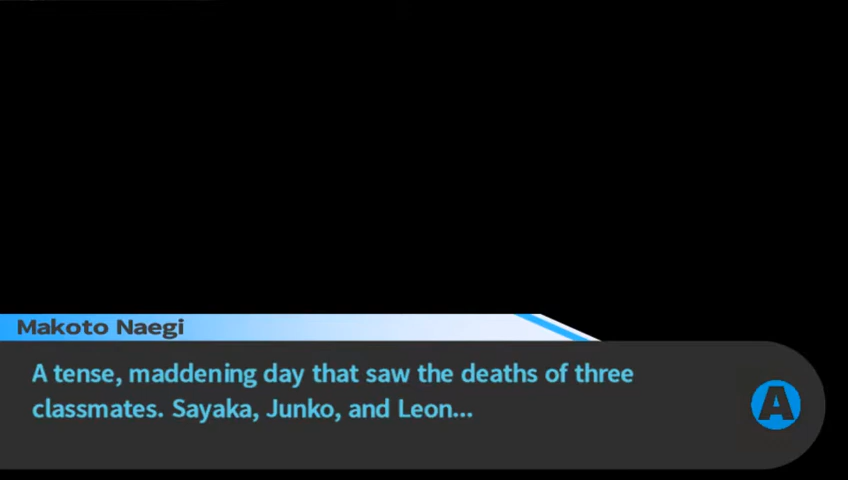 Makoto Naegi
A tense, maddening day that saw the deaths of three
classmates. Sayaka, Junko, and Leon...
A